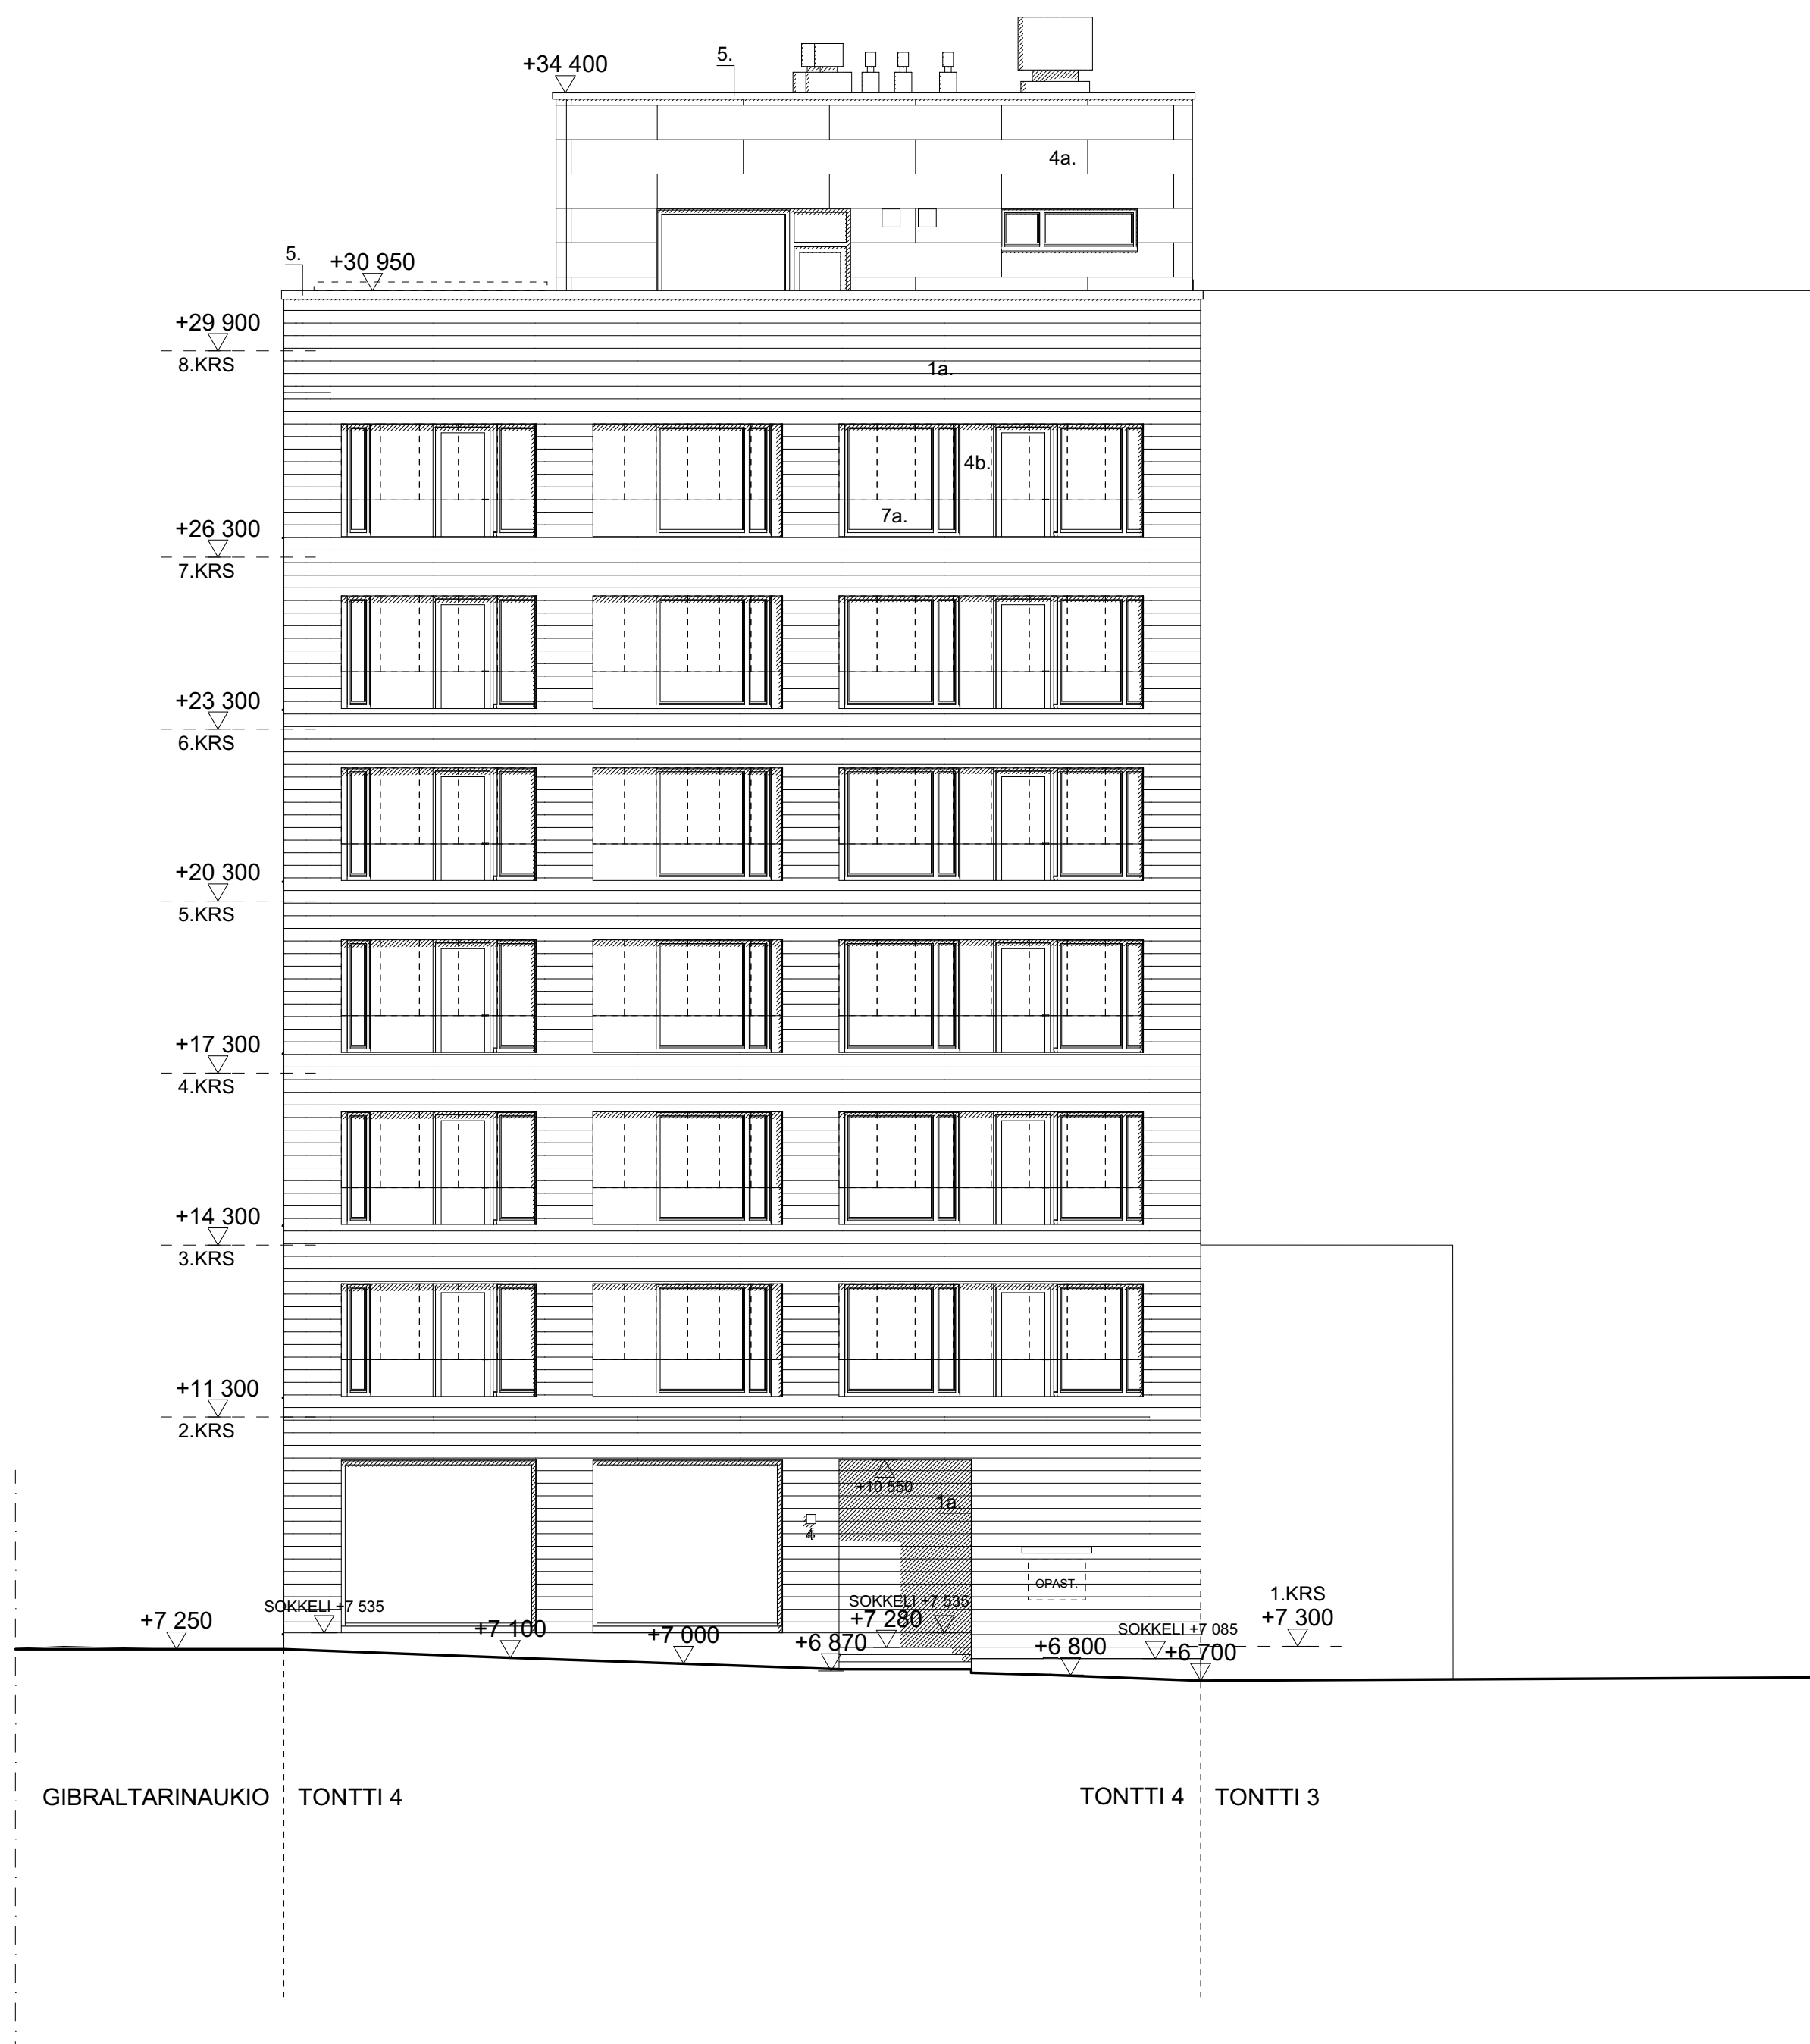 +34 400
5.
4a.
5.
+30 950
+29 900
8.KRS
1a.
4b.
7a.
+26 300
7.KRS
+23 300
6.KRS
+20 300
5.KRS
+17 300
4.KRS
+14 300
3.KRS
+11 300
2.KRS
+10 550
1a.
4
OPAST.
1.KRS
+7 300
SOKKELI +7 535
SOKKELI +7 535
+7 250
+7 100
+7 000
+7 280
+6 870
SOKKELI +7 085
+6 800
+6 700
GIBRALTARINAUKIO
TONTTI 4
TONTTI 4
TONTTI 3